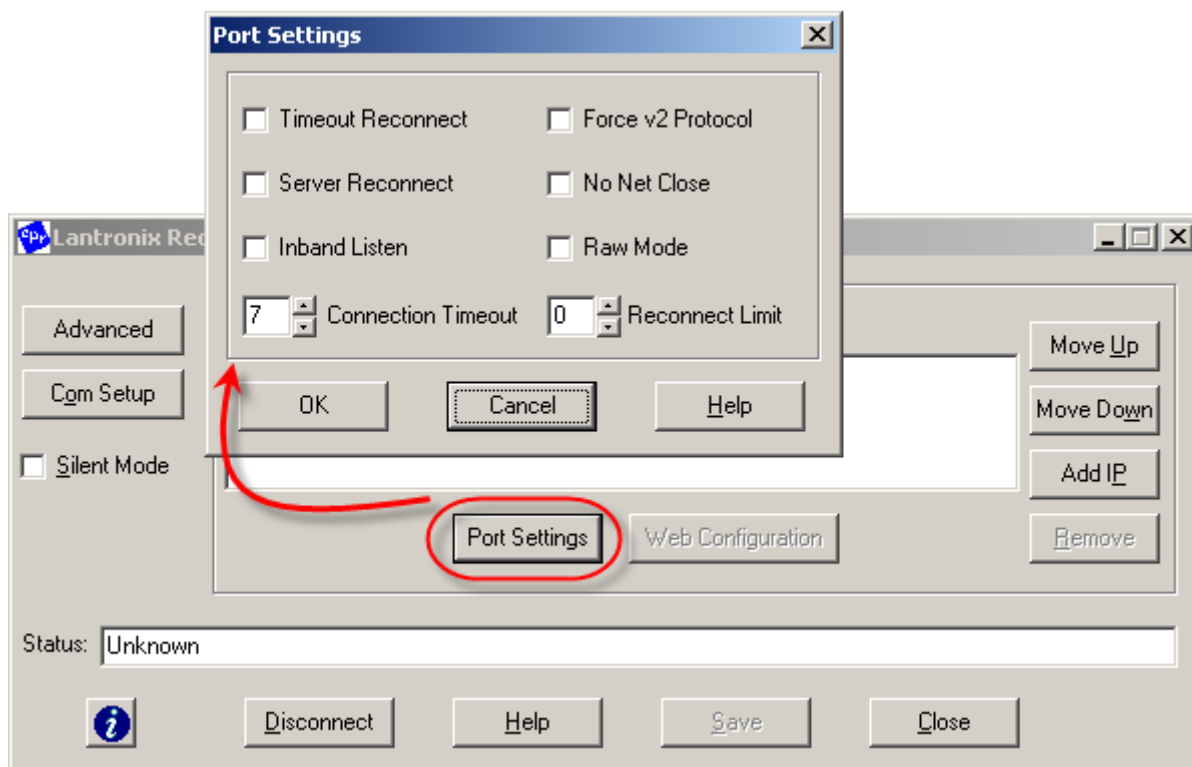 Port Settings
Timeout Reconnect
Force v2 Protocol
Server Reconnect
No Net Close
Inband Listen
Raw Mode
7 Connection Timeout
0 Reconnect Limit
OK
Cancel
Help
cpr
Lantronix Rec
Advanced
Com Setup
Silent Mode
Move Up
Move Down
Add IP
Remove
Port Settings
Web Configuration
Status: Unknown
i
Disconnect
Help
Save
Close